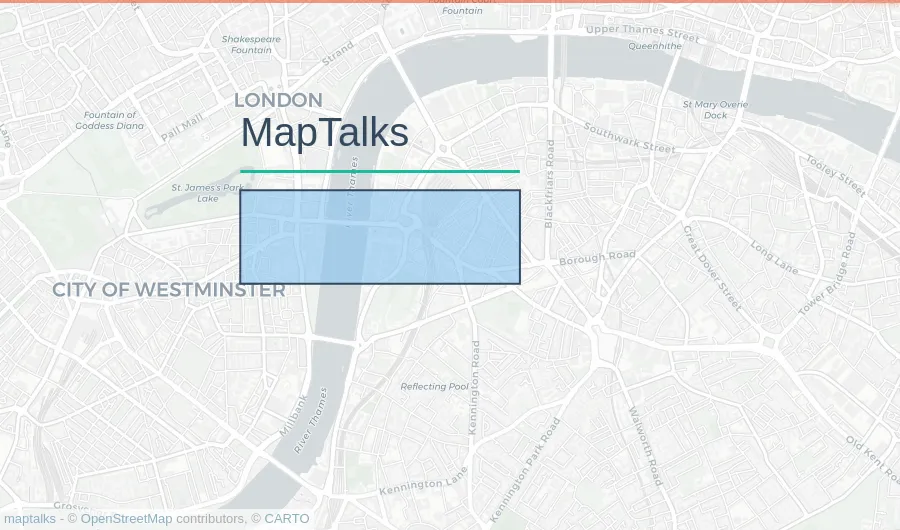 Fountain Court
Fountain
Upper Thames Street
Queenhithe
Shakespeare
Fountain
Strand
LONDON
Fountain of
Goddess Diana
Pall Mall
St Mary Overie
Dock
MapTalks
Southwark Street
Tooley Street
Lane
River Thames
Blackfriars Road
St. James's Park
Lake
Great Dover Street
Long Lane
Borough Road
Tower Bridge Road
CITY OF WESTMINSTER
Reflecting Pool
Kennington Road
Millbank
River Thames
Walworth Road
Old Kent Road
Kennington Park Road
Kennington Lane
maptalks - © OpenStreetMap contributors, © CARTO